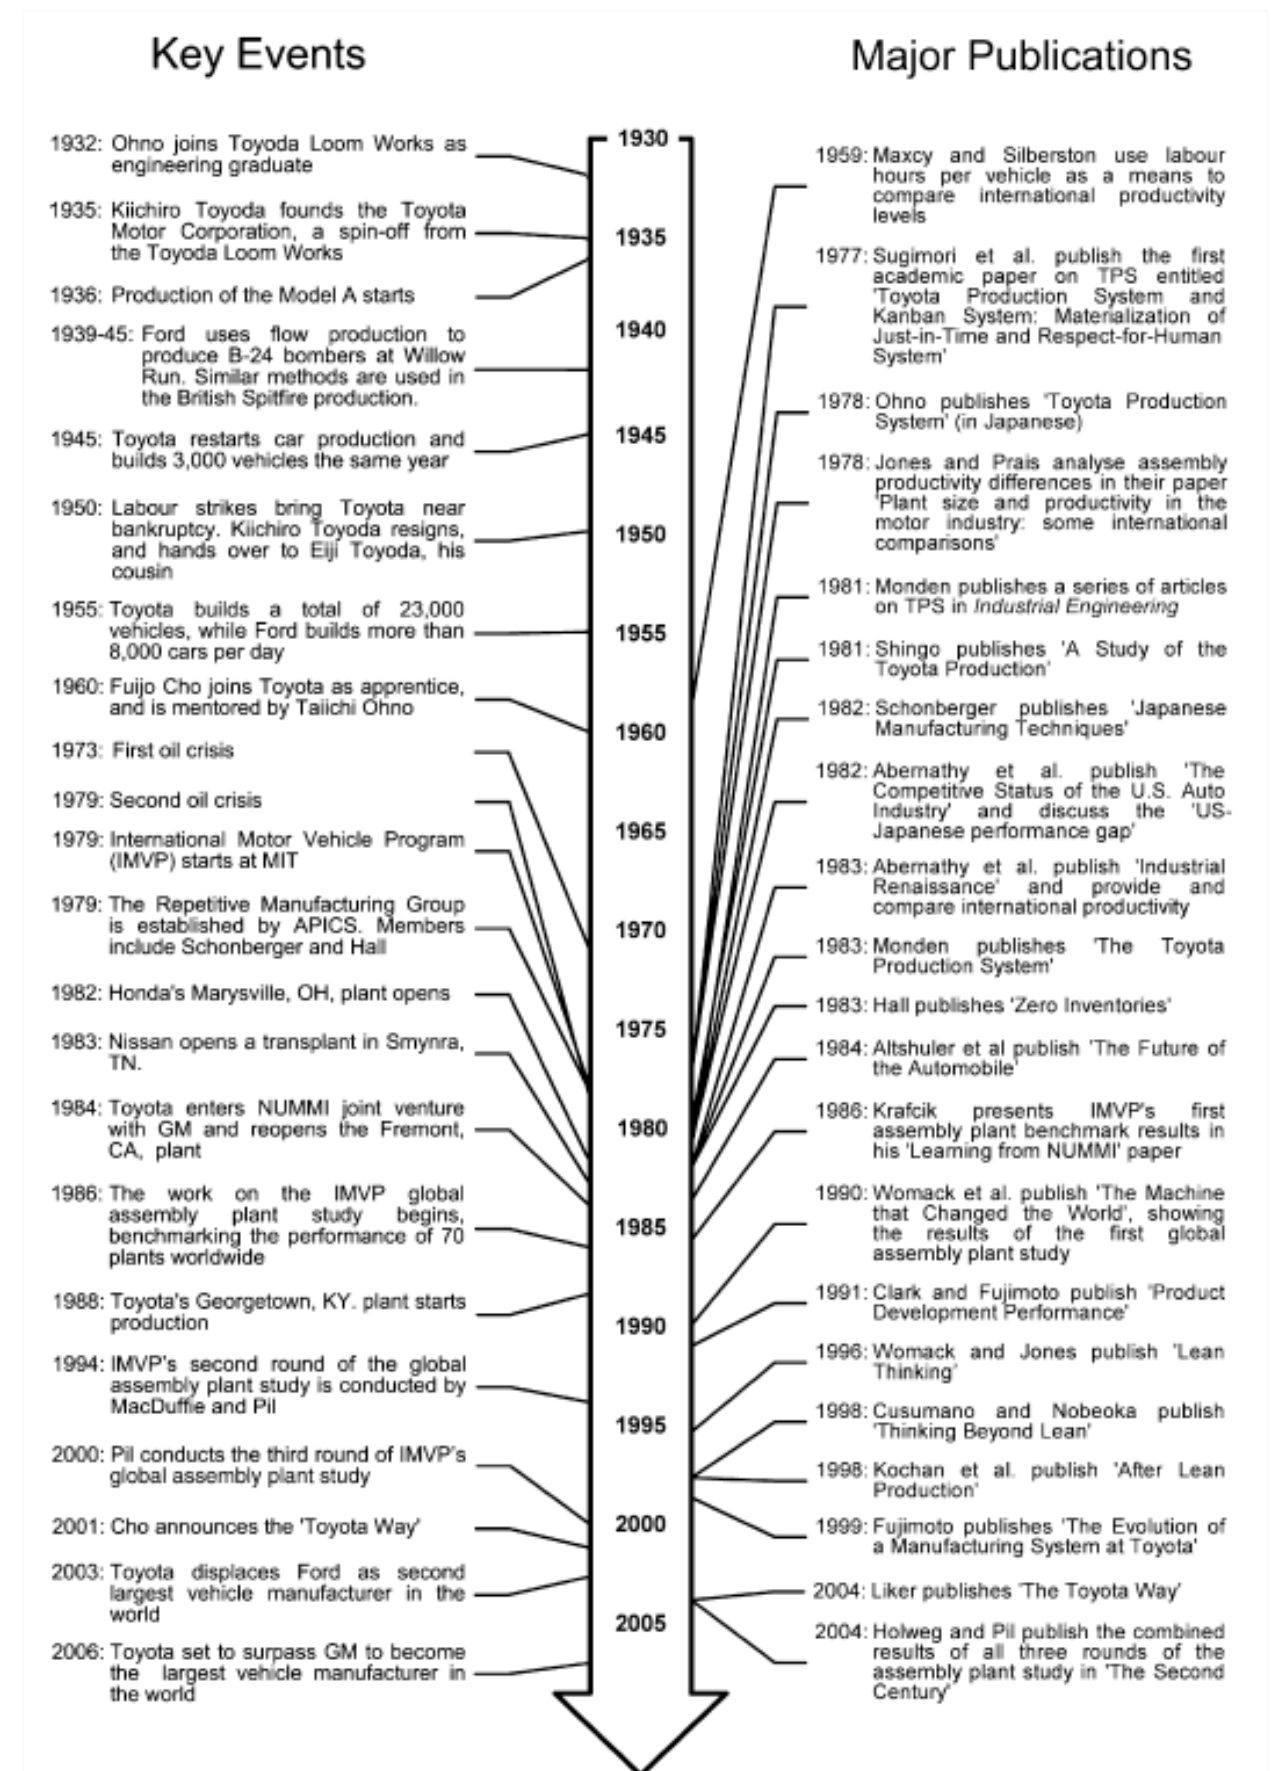 Key Events
1932: Ohno joins Toyoda Loom Works as
engineering graduate
1935: Kiichiro Toyoda founds the Toyota
Motor Corporation, a spin-off from
the Toyoda Loom Works
1936: Production of the Model A starts
1939-45: Ford uses flow production to
produce B-24 bombers at Willow
Run. Similar methods are used in
the British Spitfire production.
1945: Toyota restarts car production and
builds 3,000 vehicles the same year
1950: Labour strikes bring Toyota near
bankruptcy. Kiichiro Toyoda resigns,
and hands over to Eiji Toyoda, his
cousin
1955: Toyota builds a total of 23,000
vehicles, while Ford builds more than
8,000 cars per day
1960: Fuijo Cho joins Toyota as apprentice,
and is mentored by Taiichi Ohno
1973: First oil crisis
1979: Second oil crisis
1979: International Motor Vehicle Program
(IMVP) starts at MIT
1979: The Repetitive Manufacturing Group
is established by APICS. Members
include Schonberger and Hall
1982: Honda's Marysville, OH, plant opens
1983: Nissan opens a transplant in Smynra,
TN.
1984: Toyota enters NUMMI joint venture
with GM and reopens the Fremont,
CA, plant
1986: The work on the IMVP global
assembly plant study begins,
benchmarking the performance of 70
plants worldwide
1988: Toyota's Georgetown, KY. plant starts
production
1994: IMVP's second round of the global
assembly plant study is conducted by
MacDuffie and Pil
2000: Pil conducts the third round of IMVP's
global assembly plant study
2001: Cho announces the 'Toyota Way'
2003: Toyota displaces Ford as second
largest vehicle manufacturer in the
world
2006: Toyota set to surpass GM to become
the largest vehicle manufacturer in
the world
1930
1935
1940
1945
1950
1955
1960
1965
1970
1975
1980
1985
1990
1995
2000
2005
Major Publications
1959: Maxcy and Silberston use labour
hours per vehicle as a means to
compare international productivity
levels
1977: Sugimori et al. publish the first
academic paper on TPS entitled
'Toyota Production System and
Kanban System: Materialization of
Just-in-Time and Respect-for-Human
System'
1978: Ohno publishes 'Toyota Production
System' (in Japanese)
1978: Jones and Prais analyse assembly
productivity differences in their paper
'Plant size and productivity in the
motor industry: some international
comparisons'
1981: Monden publishes a series of articles
on TPS in Industrial Engineering
1981: Shingo publishes 'A Study of the
Toyota Production'
1982: Schonberger publishes 'Japanese
Manufacturing Techniques'
1982: Abernathy et al. publish 'The
Competitive Status of the U.S. Auto
Industry' and discuss the 'US-
Japanese performance gap'
1983: Abernathy et al. publish 'Industrial
Renaissance' and provide and
compare international productivity
1983: Monden publishes 'The Toyota
Production System'
1983: Hall publishes 'Zero Inventories'
1984: Altshuler et al publish 'The Future of
the Automobile'
1986: Krafcik presents IMVP's first
assembly plant benchmark results in
his 'Learning from NUMMI' paper
1990: Womack et al. publish 'The Machine
that Changed the World', showing
the results of the first global
assembly plant study
1991: Clark and Fujimoto publish 'Product
Development Performance'
1996: Womack and Jones publish 'Lean
Thinking'
1998: Cusumano and Nobeoka publish
'Thinking Beyond Lean'
1998: Kochan et al. publish 'After Lean
Production'
1999: Fujimoto publishes 'The Evolution of
a Manufacturing System at Toyota'
2004: Liker publishes 'The Toyota Way'
2004: Holweg and Pil publish the combined
results of all three rounds of the
assembly plant study in 'The Second
Century'